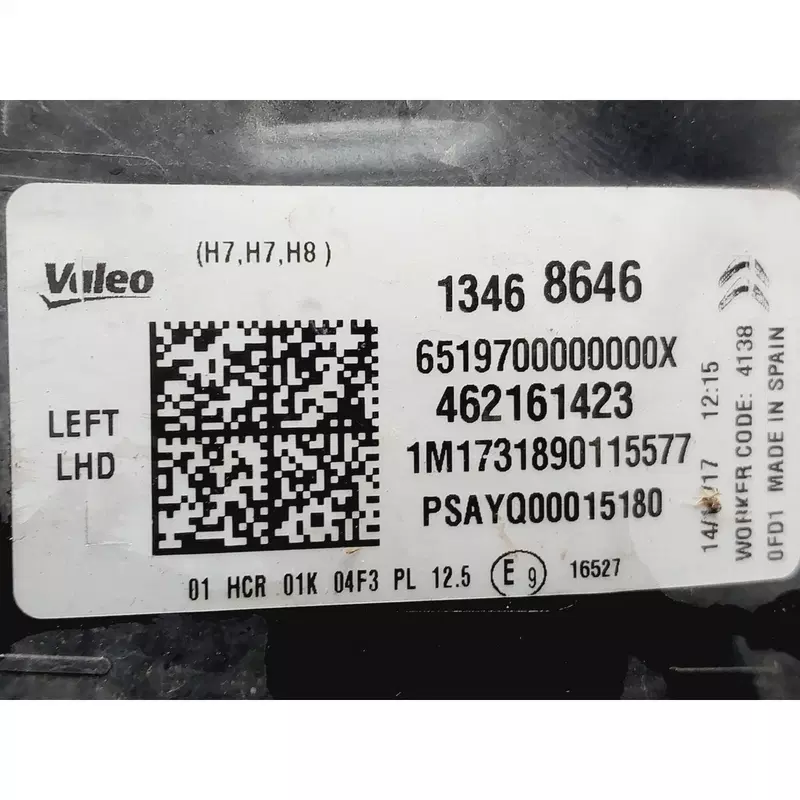 Valeo
(H7,H7,H8)
1346 8646
6519700000000X
462161423
1M1731890115577
PSAYQ00015180
LEFT
LHD
01 HCR 01K 04F3 PL 12.5 E 9 16527
12:15
WORKER CODE: 4138
0FD1 MADE IN SPAIN